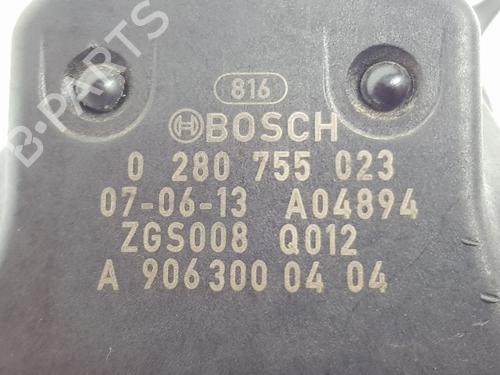 B-PARTS
816
BOSCH
0 280 755 023
07-06-13 A04894
ZGS008 Q012
A 906 300 04 04